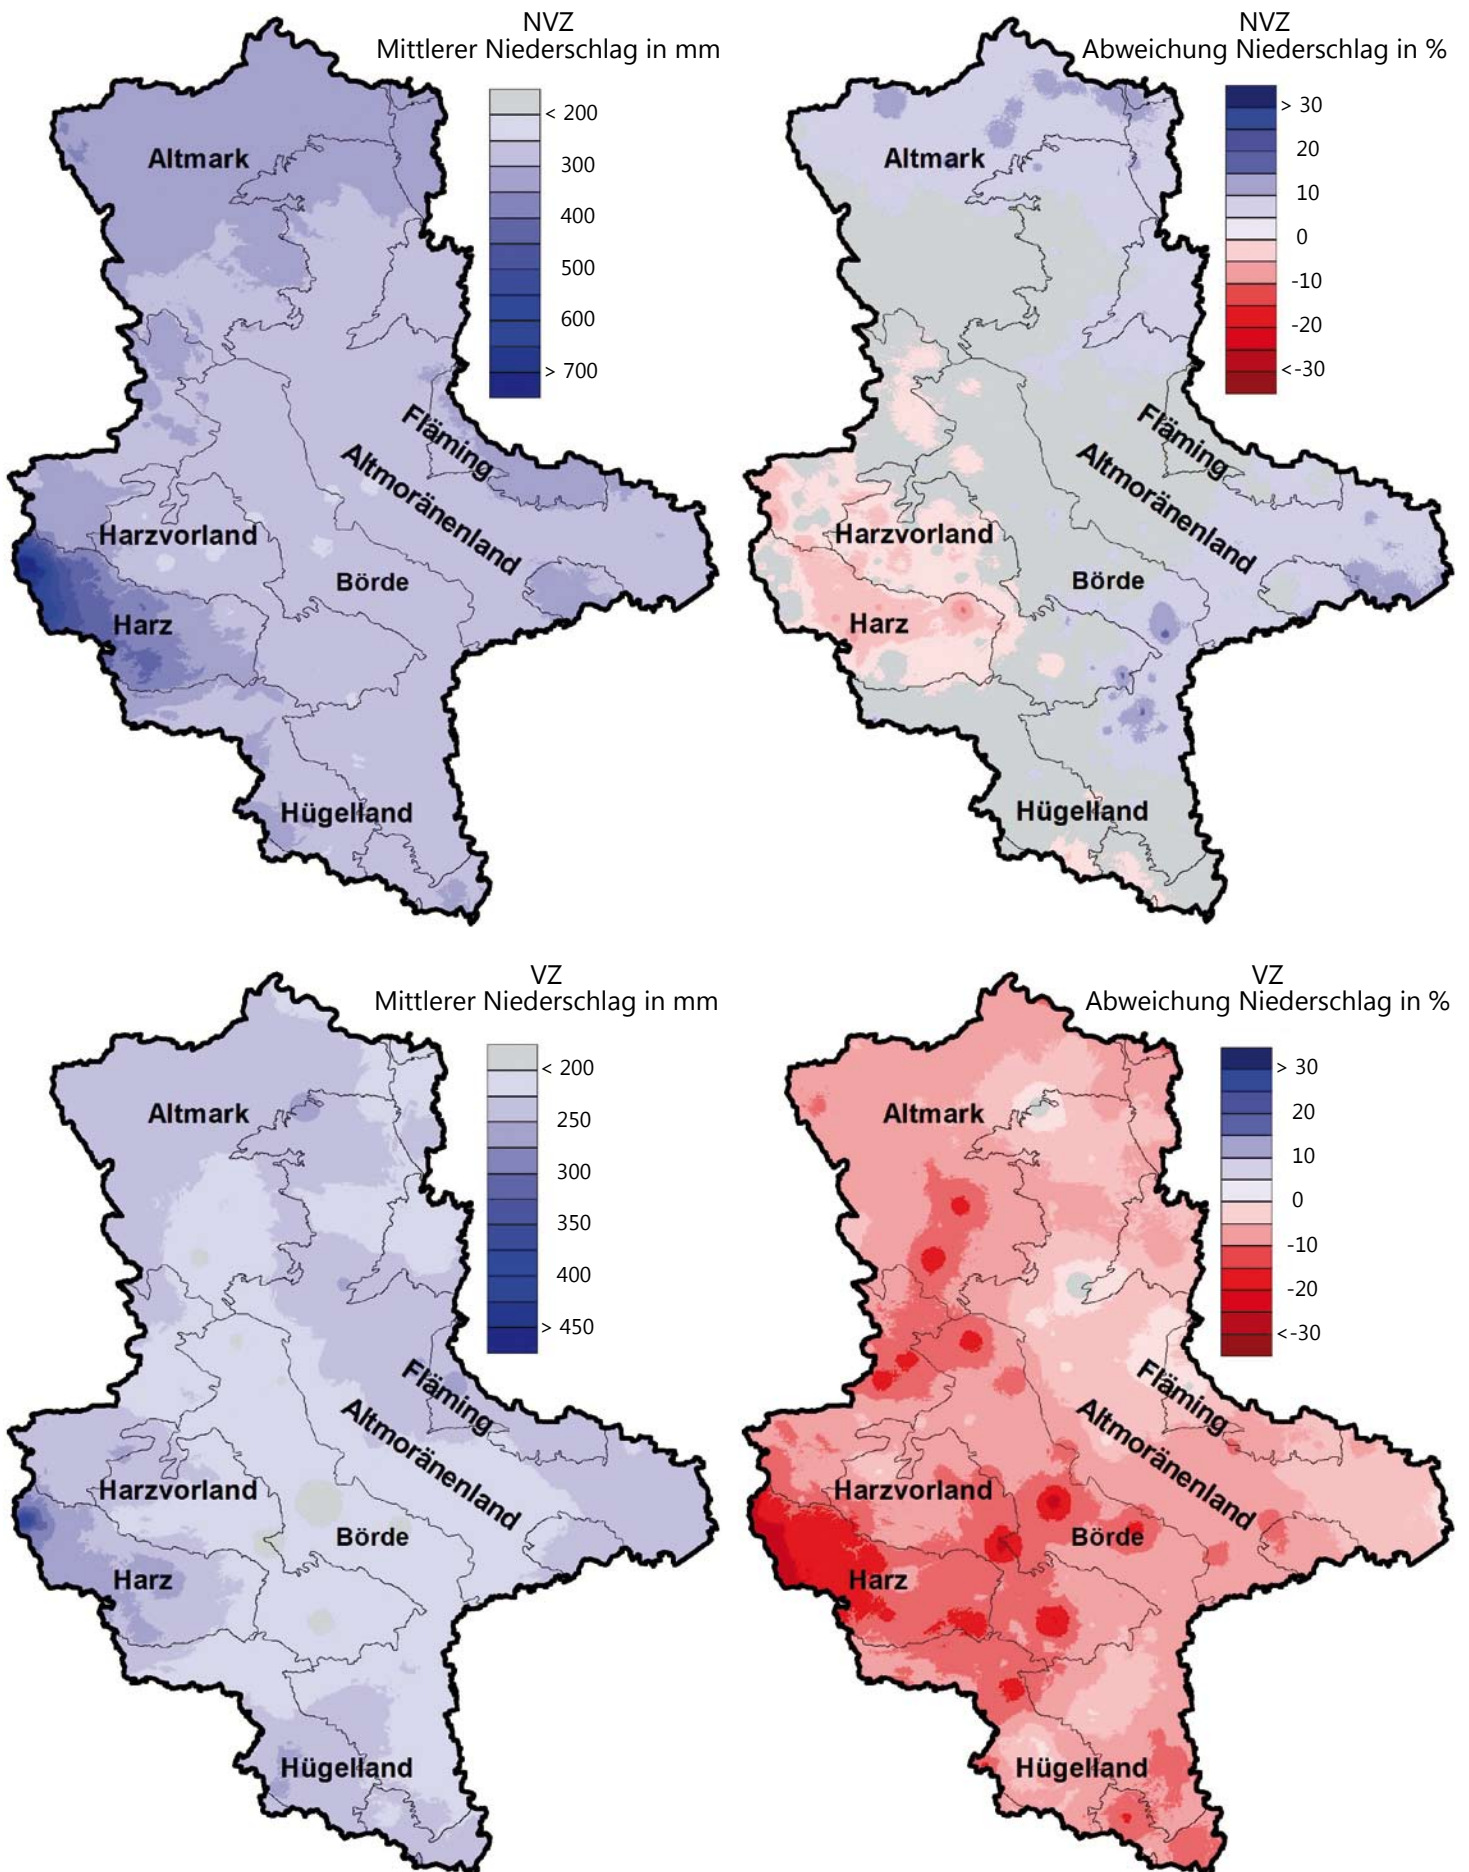 NVZ
Mittlerer Niederschlag in mm
< 200
300
400
500
600
> 700
Altmark
Fläming
Altmoränenland
Harzvorland
Börde
Harz
Hügelland
NVZ
Abweichung Niederschlag in %
> 30
20
10
0
-10
-20
<-30
Altmark
Fläming
Altmoränenland
Harzvorland
Börde
Harz
Hügelland
VZ
Mittlerer Niederschlag in mm
< 200
250
300
350
400
> 450
Altmark
Fläming
Altmoränenland
Harzvorland
Börde
Harz
Hügelland
VZ
Abweichung Niederschlag in %
> 30
20
10
0
-10
-20
<-30
Altmark
Fläming
Altmoränenland
Harzvorland
Börde
Harz
Hügelland